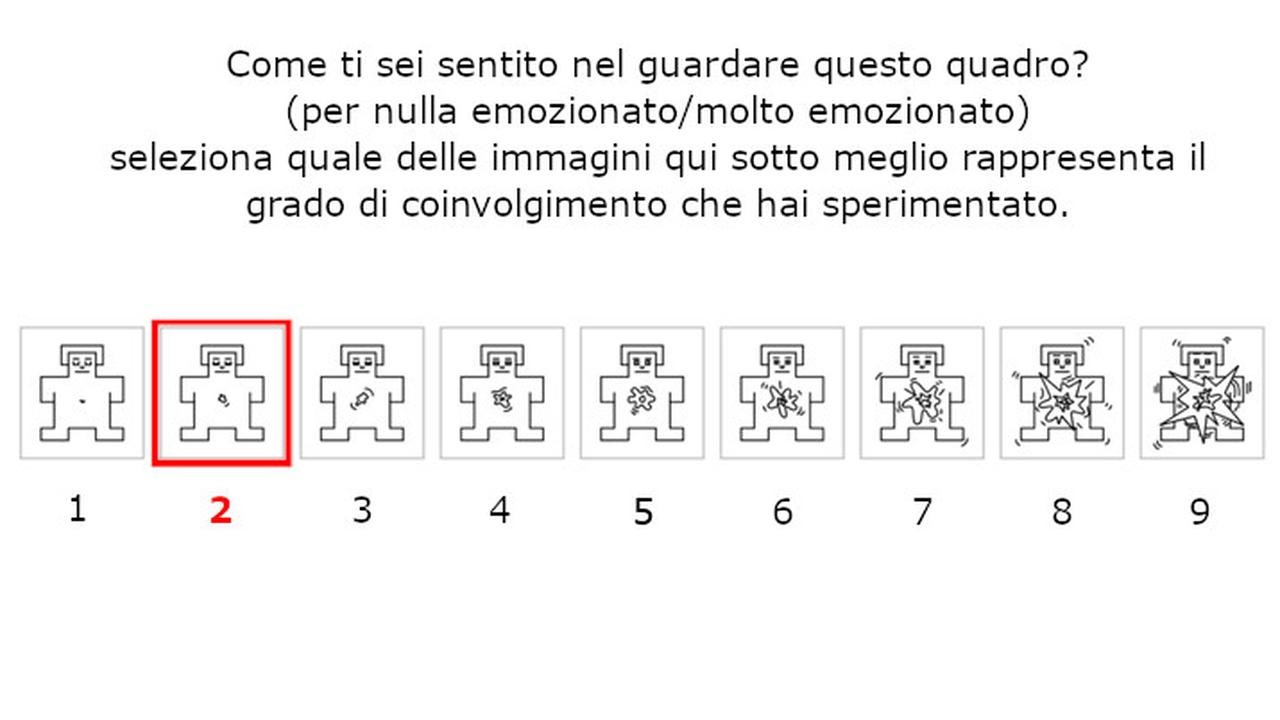 Come ti sei sentito nel guardare questo quadro?
(per nulla emozionato/molto emozionato)
seleziona quale delle immagini qui sotto meglio rappresenta il
grado di coinvolgimento che hai sperimentato.
1 2 3 4 5 6 7 8 9